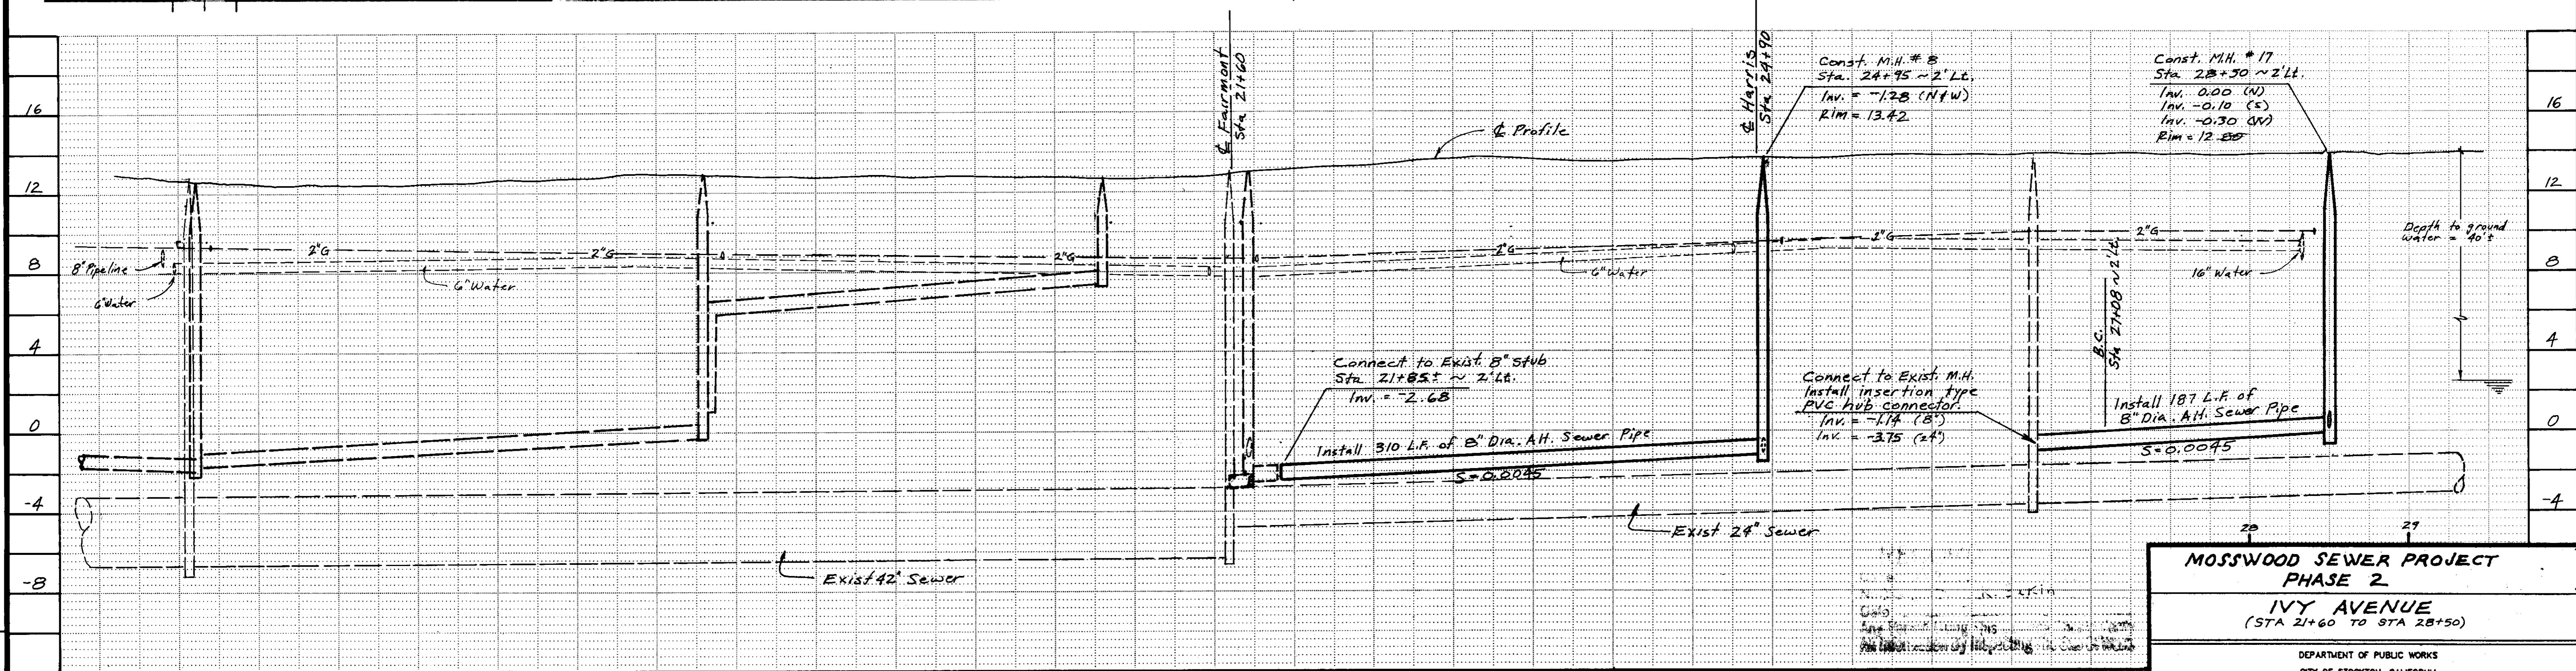 ℄ Fairmont
Sta 21+60
℄ Harris
Sta 24+90
Const. M.H. # 8
Sta. 24+95 ~ 2' Lt.
Inv. = -1.28 (N&W)
Rim = 13.42
Const. M.H. # 17
Sta 28+50 ~ 2' Lt.
Inv. 0.00 (N)
Inv. -0.10 (S)
Inv. -0.30 (W)
Rim = 12.
16
12
8
4
0
-4
-8
16
12
8
4
0
-4
℄ Profile
8" Pipeline
6" Water
2"G
2"G
6" Water
2"G
2"G
6" Water
2"G
2"G
16" Water
Depth to ground
water = 40'±
B.C.
Sta 27+08 ~ 2' Lt.
Connect to Exist. 8" stub
Sta 21+85± ~ 2' Lt.
Inv. = -2.68
Connect to Exist. M.H.
Install insertion type
PVC hub connector.
Inv. = -1.14 (8")
Inv. = -3.75 (24")
Install 187 L.F. of
8" Dia. A.H. Sewer Pipe
S=0.0045
Install 310 L.F. of 8" Dia. A.H. Sewer Pipe
S=0.0045
Exist 24" Sewer
Exist 42" Sewer
28
29
MOSSWOOD SEWER PROJECT
PHASE 2
IVY AVENUE
(STA 21+60 TO STA 28+50)
DEPARTMENT OF PUBLIC WORKS
CITY OF STOCKTON, CALIFORNIA